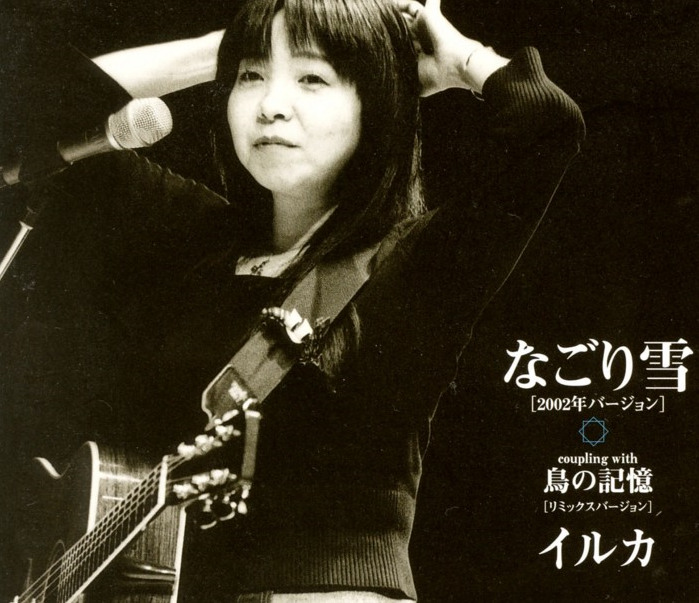 なごり雪
[2002年バージョン]
coupling with
鳥の記憶
[リミックスバージョン]
イルカ